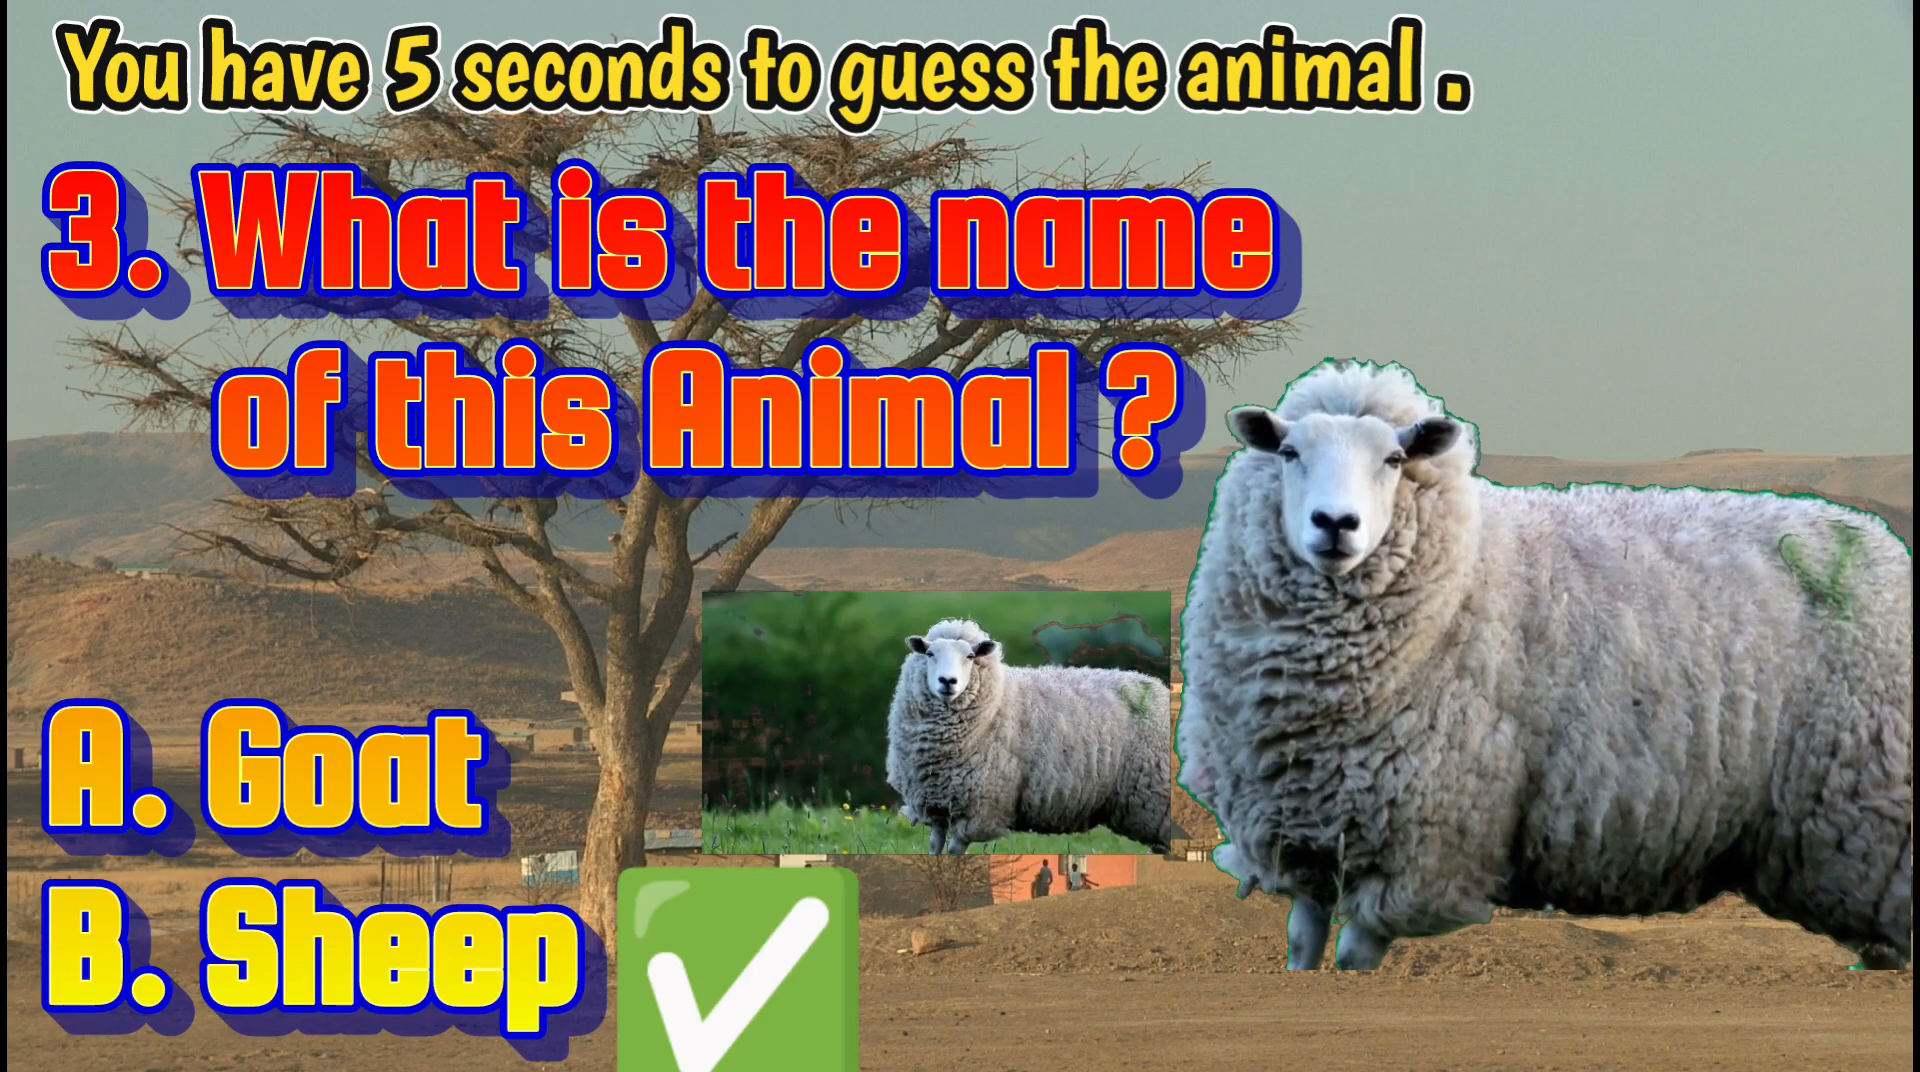 You have 5 seconds to guess the animal .
3. What is the name
of this Animal ?
A. Goat
B. Sheep